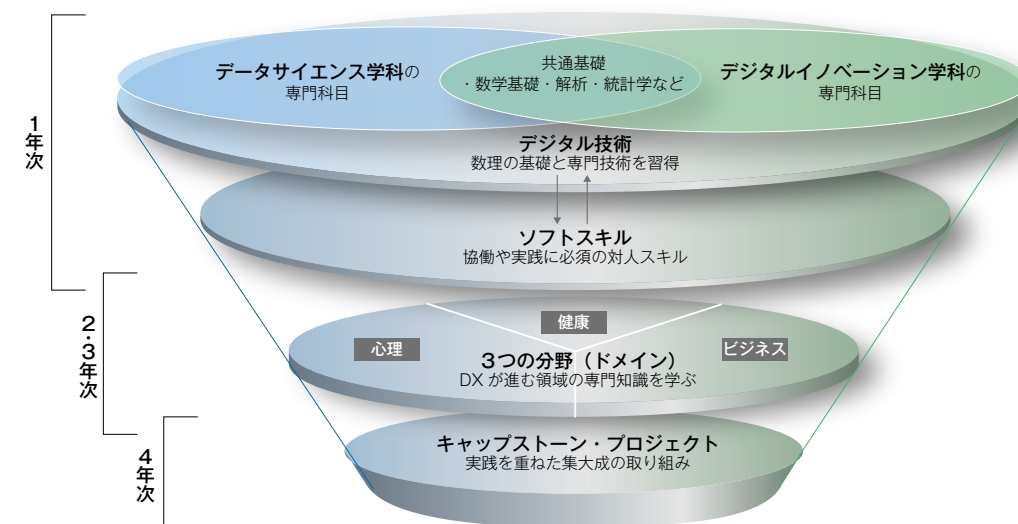 データサイエンス学科の
専門科目
共通基礎
・数学基礎・解析・統計学など
デジタルイノベーション学科の
専門科目
1年次
デジタル技術
数理の基礎と専門技術を習得
ソフトスキル
協働や実践に必須の対人スキル
2・3年次
心理
健康
ビジネス
3つの分野（ドメイン）
DX が進む領域の専門知識を学ぶ
4年次
キャップストーン・プロジェクト
実践を重ねた集大成の取り組み